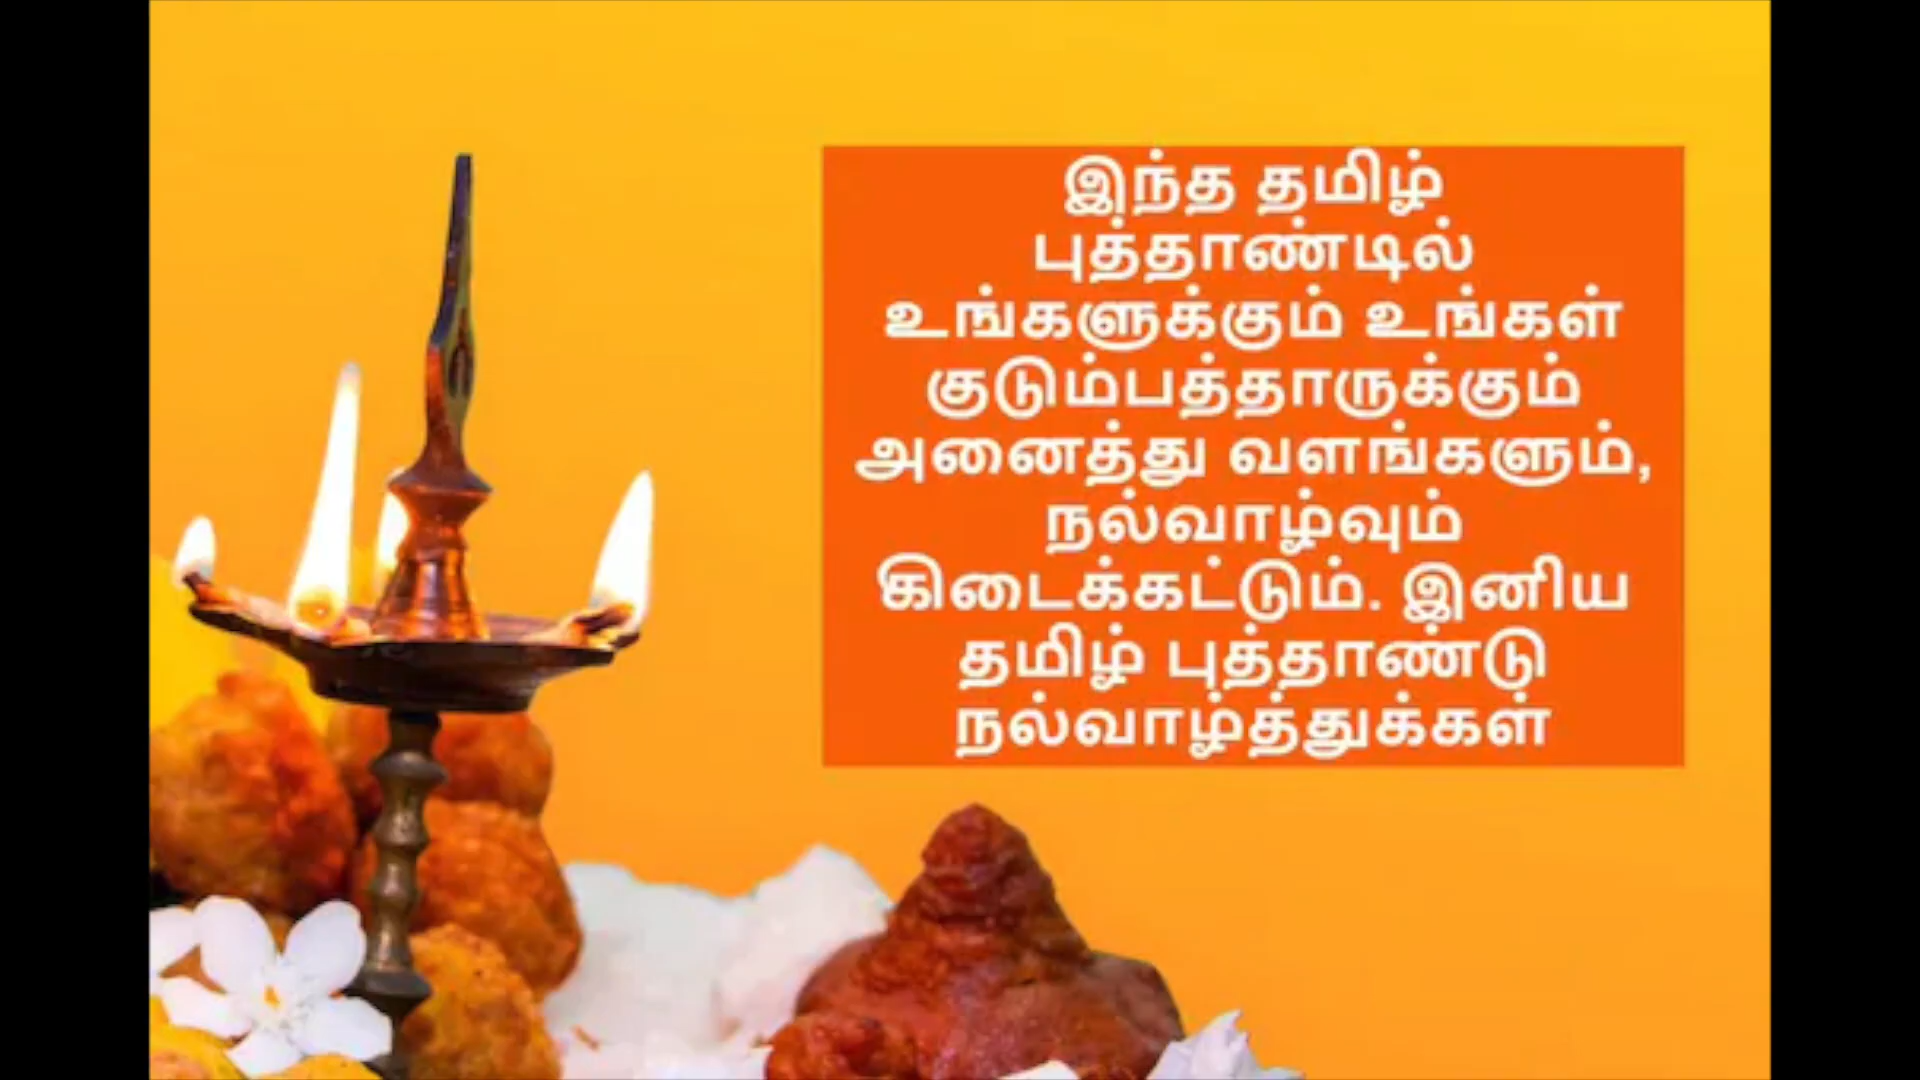 இந்த தமிழ்
புத்தாண்டில்
உங்களுக்கும் உங்கள்
குடும்பத்தாருக்கும்
அனைத்து வளங்களும்,
நல்வாழ்வும்
கிடைக்கட்டும். இனிய
தமிழ் புத்தாண்டு
நல்வாழ்த்துக்கள்